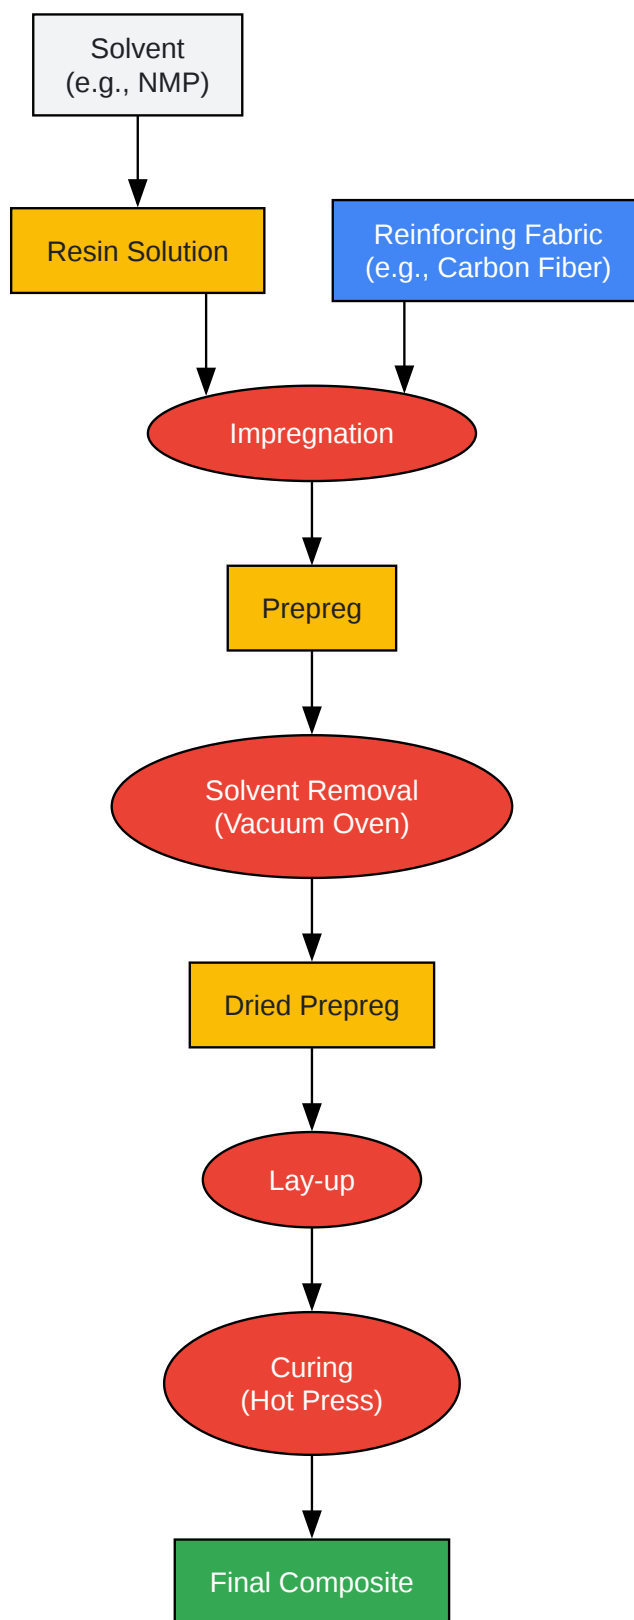 Solvent
(e.g., NMP)
Resin Solution
Reinforcing Fabric
(e.g., Carbon Fiber)
Impregnation
Prepreg
Solvent Removal
(Vacuum Oven)
Dried Prepreg
Lay-up
Curing
(Hot Press)
Final Composite